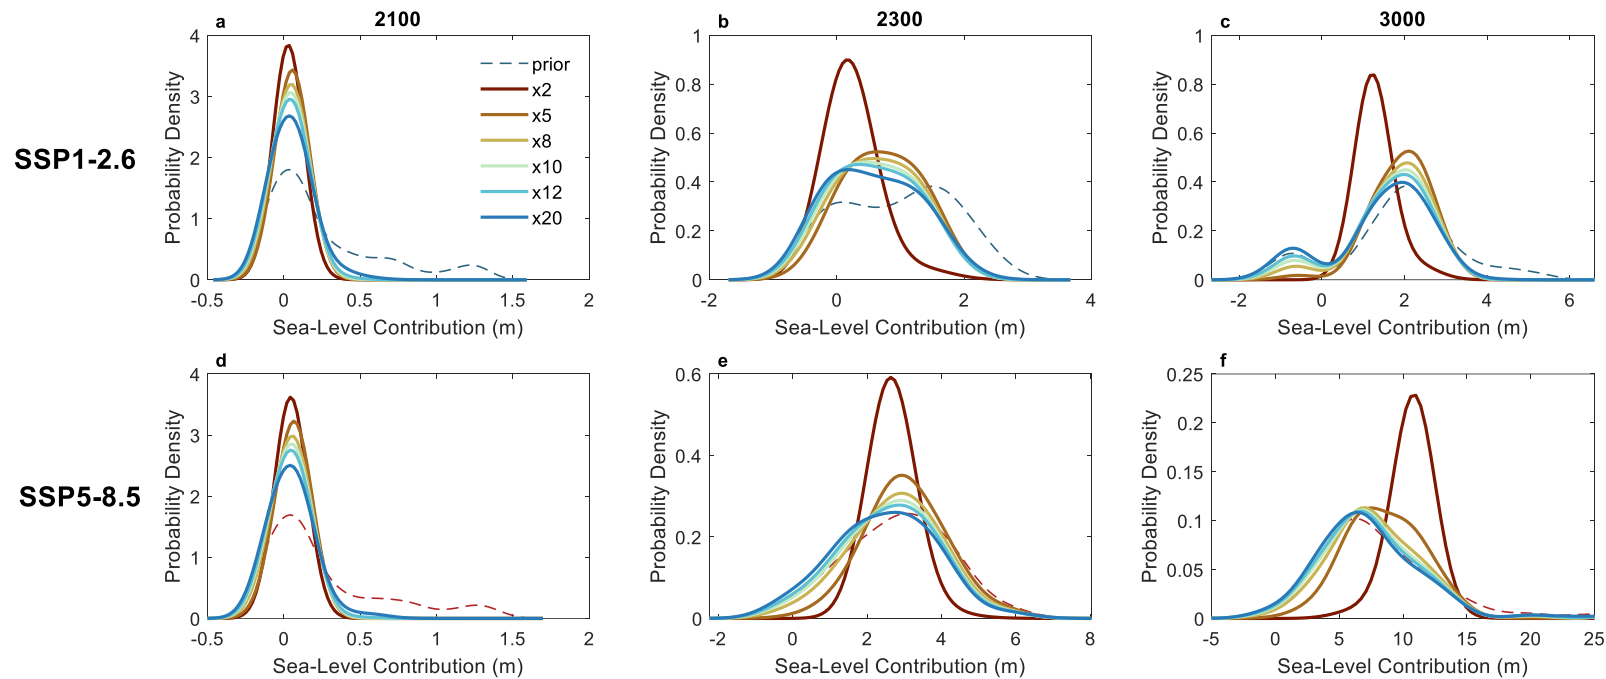 a 2100
b 2300
c 3000
SSP1-2.6
Probability Density
4
3
2
1
0
-0.5 0 0.5 1 1.5 2
Sea-Level Contribution (m)
prior
x2
x5
x8
x10
x12
x20
Probability Density
1
0.8
0.6
0.4
0.2
0
-2 0 2 4
Sea-Level Contribution (m)
Probability Density
1
0.8
0.6
0.4
0.2
0
-2 0 2 4 6
Sea-Level Contribution (m)
SSP5-8.5
d
Probability Density
4
3
2
1
0
-0.5 0 0.5 1 1.5 2
Sea-Level Contribution (m)
e
Probability Density
0.6
0.4
0.2
0
-2 0 2 4 6 8
Sea-Level Contribution (m)
f
Probability Density
0.25
0.2
0.15
0.1
0.05
0
-5 0 5 10 15 20 25
Sea-Level Contribution (m)